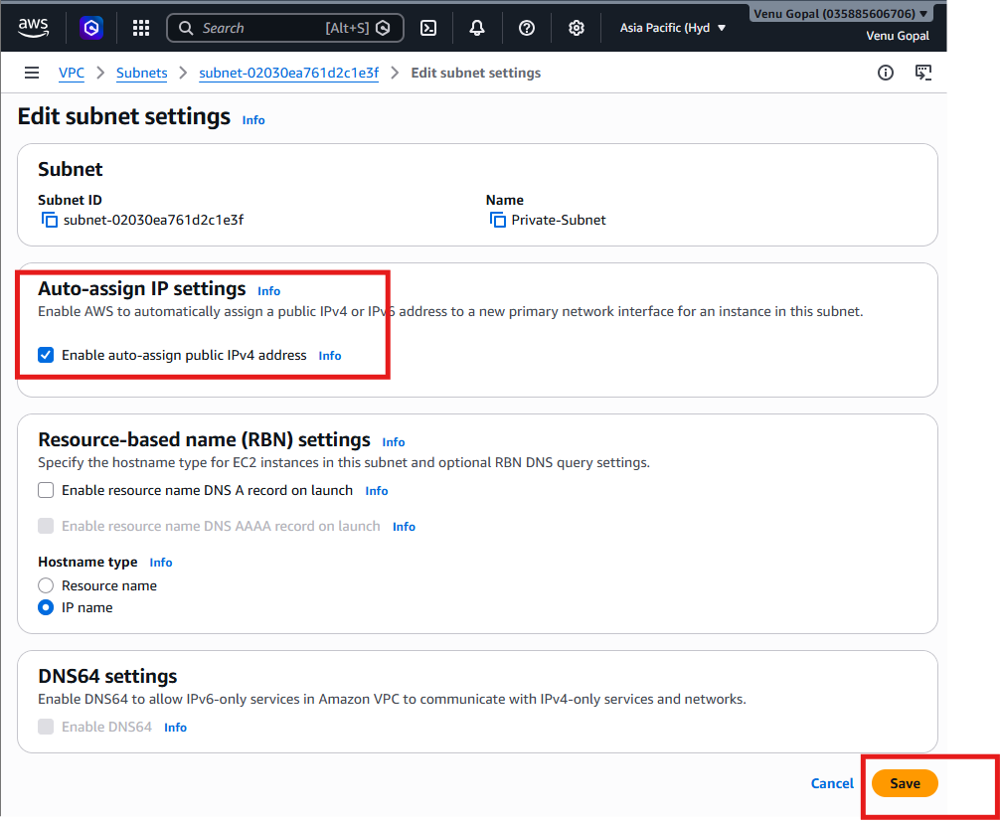 aws
Search [Alt+S]
Asia Pacific (Hyd
Venu Gopal (035885606706)
Venu Gopal
VPC > Subnets > subnet-02030ea761d2c1e3f > Edit subnet settings
Edit subnet settings Info
Subnet
Subnet ID
subnet-02030ea761d2c1e3f
Name
Private-Subnet
Auto-assign IP settings Info
Enable AWS to automatically assign a public IPv4 or IPv6 address to a new primary network interface for an instance in this subnet.
Enable auto-assign public IPv4 address Info
Resource-based name (RBN) settings Info
Specify the hostname type for EC2 instances in this subnet and optional RBN DNS query settings.
Enable resource name DNS A record on launch Info
Enable resource name DNS AAAA record on launch Info
Hostname type Info
Resource name
IP name
DNS64 settings
Enable DNS64 to allow IPv6-only services in Amazon VPC to communicate with IPv4-only services and networks.
Enable DNS64 Info
Cancel Save